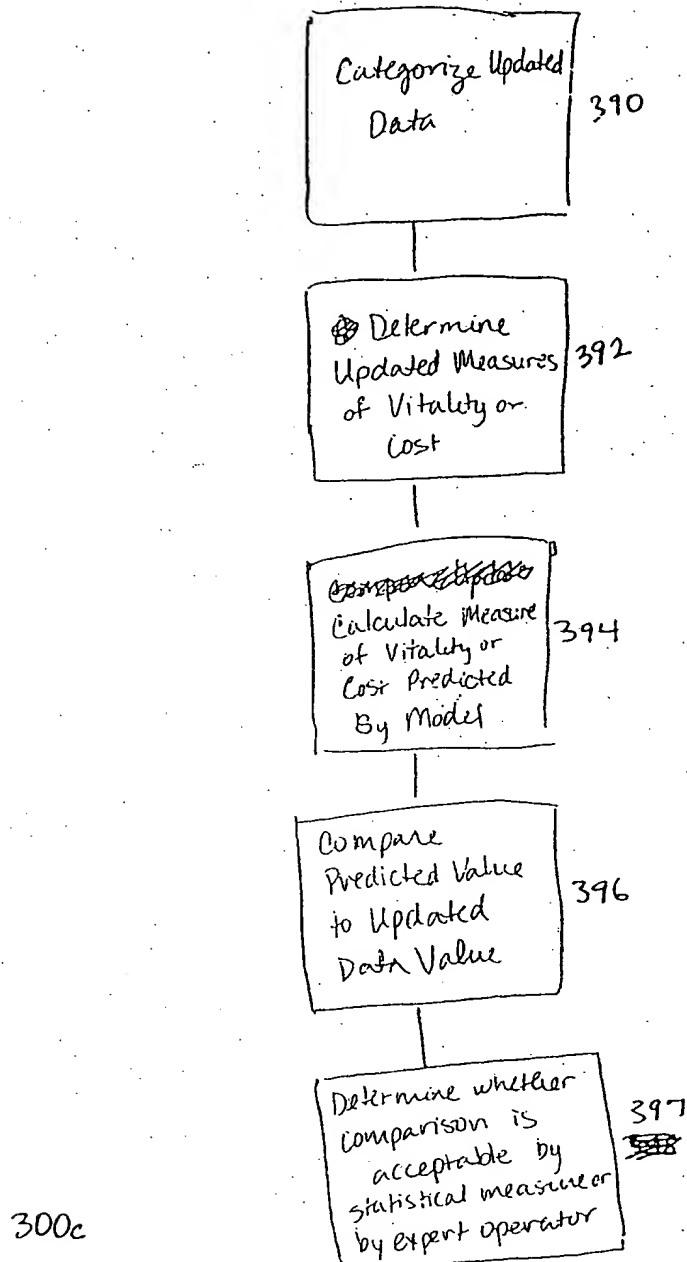 Categorize Updated
Data
390
Determine
Updated Measures
of Vitality or
Cost
392
Calculate Measure
of Vitality or
Cost Predicted
By Model
394
Compare
Predicted Value
to Updated
Data Value
396
Determine whether
comparison is
acceptable by
statistical measure or
by expert operator
397
300c